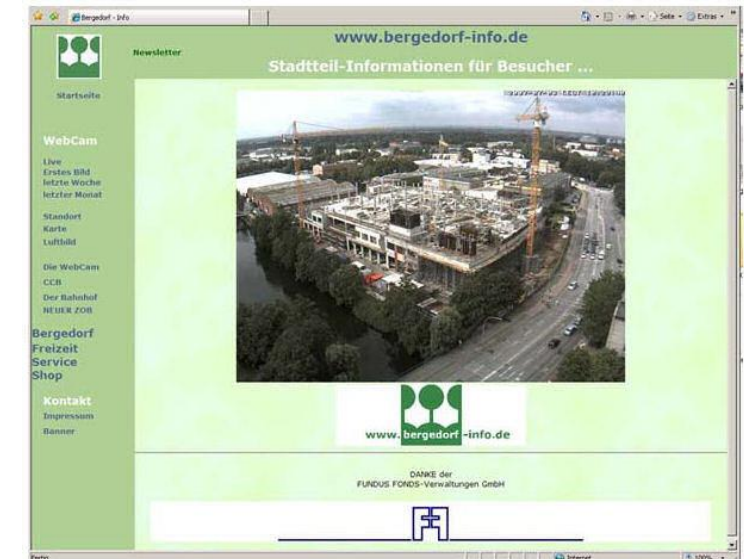 Bergedorf - Info
Seite
Extras
www.bergedorf-info.de
Newsletter
Stadtteil-Informationen für Besucher ...
Startseite
WebCam
Live
Erstes Bild
letzte Woche
letzter Monat
Standort
Karte
Luftbild
Die WebCam
CCB
Der Bahnhof
NEUER ZOB
Bergedorf
Freizeit
Service
Shop
Kontakt
Impressum
Banner
www.bergedorf-info.de
DANKE der
FUNDUS FONDS-Verwaltungen GmbH
Fertig
Internet
100%